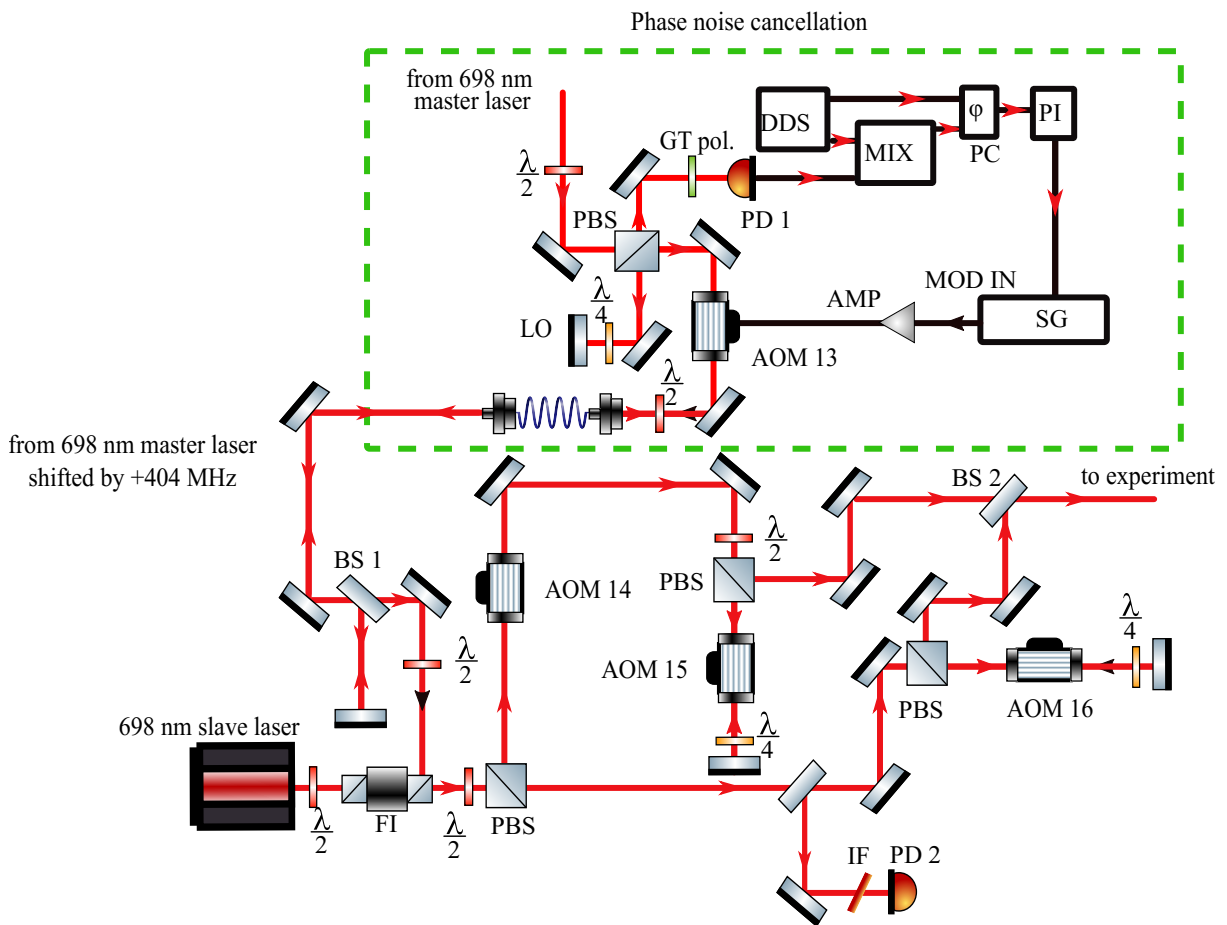 Phase noise cancellation
from 698 nm
master laser
DDS
φ
PI
GT pol.
MIX
PC
λ
2
PBS
PD 1
MOD IN
λ
4
AMP
LO
SG
AOM 13
λ
2
from 698 nm master laser
shifted by +404 MHz
BS 2
to experiment
BS 1
λ
2
AOM 14
PBS
λ
2
AOM 15
λ
4
PBS
AOM 16
698 nm slave laser
λ
4
λ
2
FI
λ
2
PBS
IF
PD 2